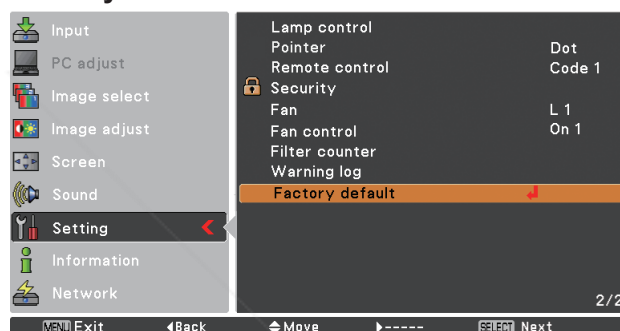 Input
PC adjust
Image select
Image adjust
Screen
Sound
Setting
Information
Network
Lamp control
Pointer Dot
Remote control Code 1
Security
Fan L 1
Fan control On 1
Filter counter
Warning log
Factory default
2/2
MENU Exit Back Move ----- SELECT Next